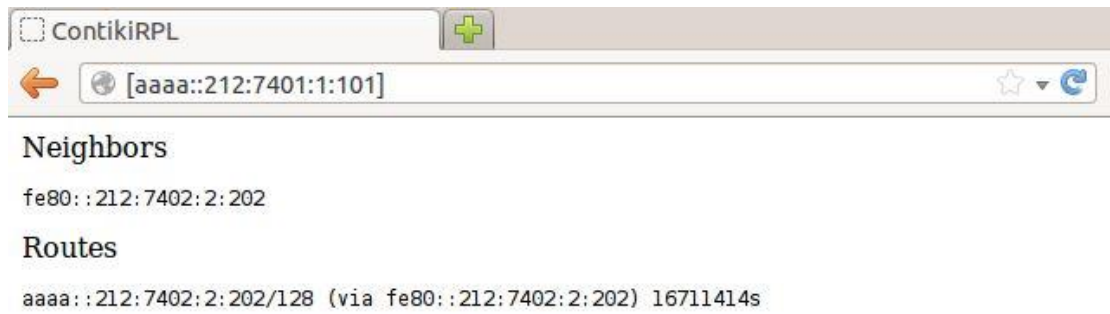 ContikiRPL
[aaaa::212:7401:1:101]
Neighbors
fe80::212:7402:2:202
Routes
aaaa::212:7402:2:202/128 (via fe80::212:7402:2:202) 16711414s